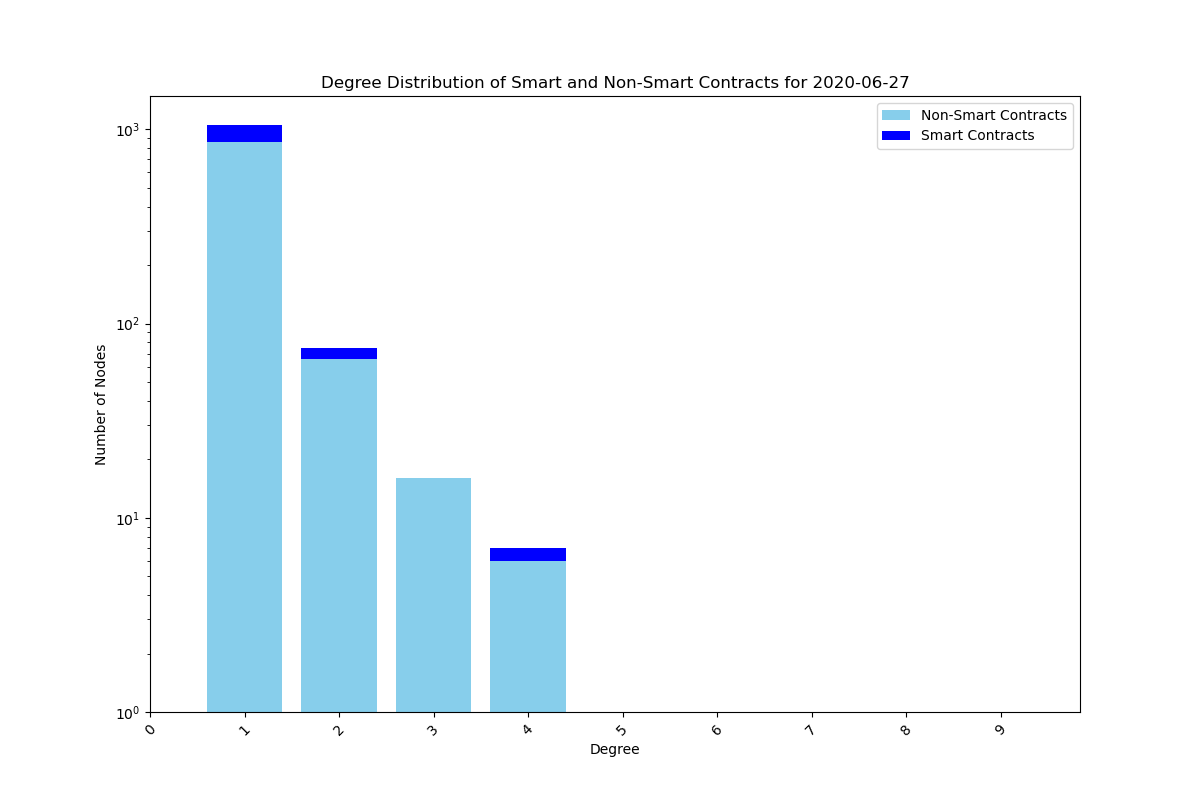 Degree Distribution of Smart and Non-Smart Contracts for 2020-06-27
Non-Smart Contracts
Smart Contracts
10³
10²
10¹
10⁰
Number of Nodes
0 1 2 3 4 5 6 7 8 9
Degree